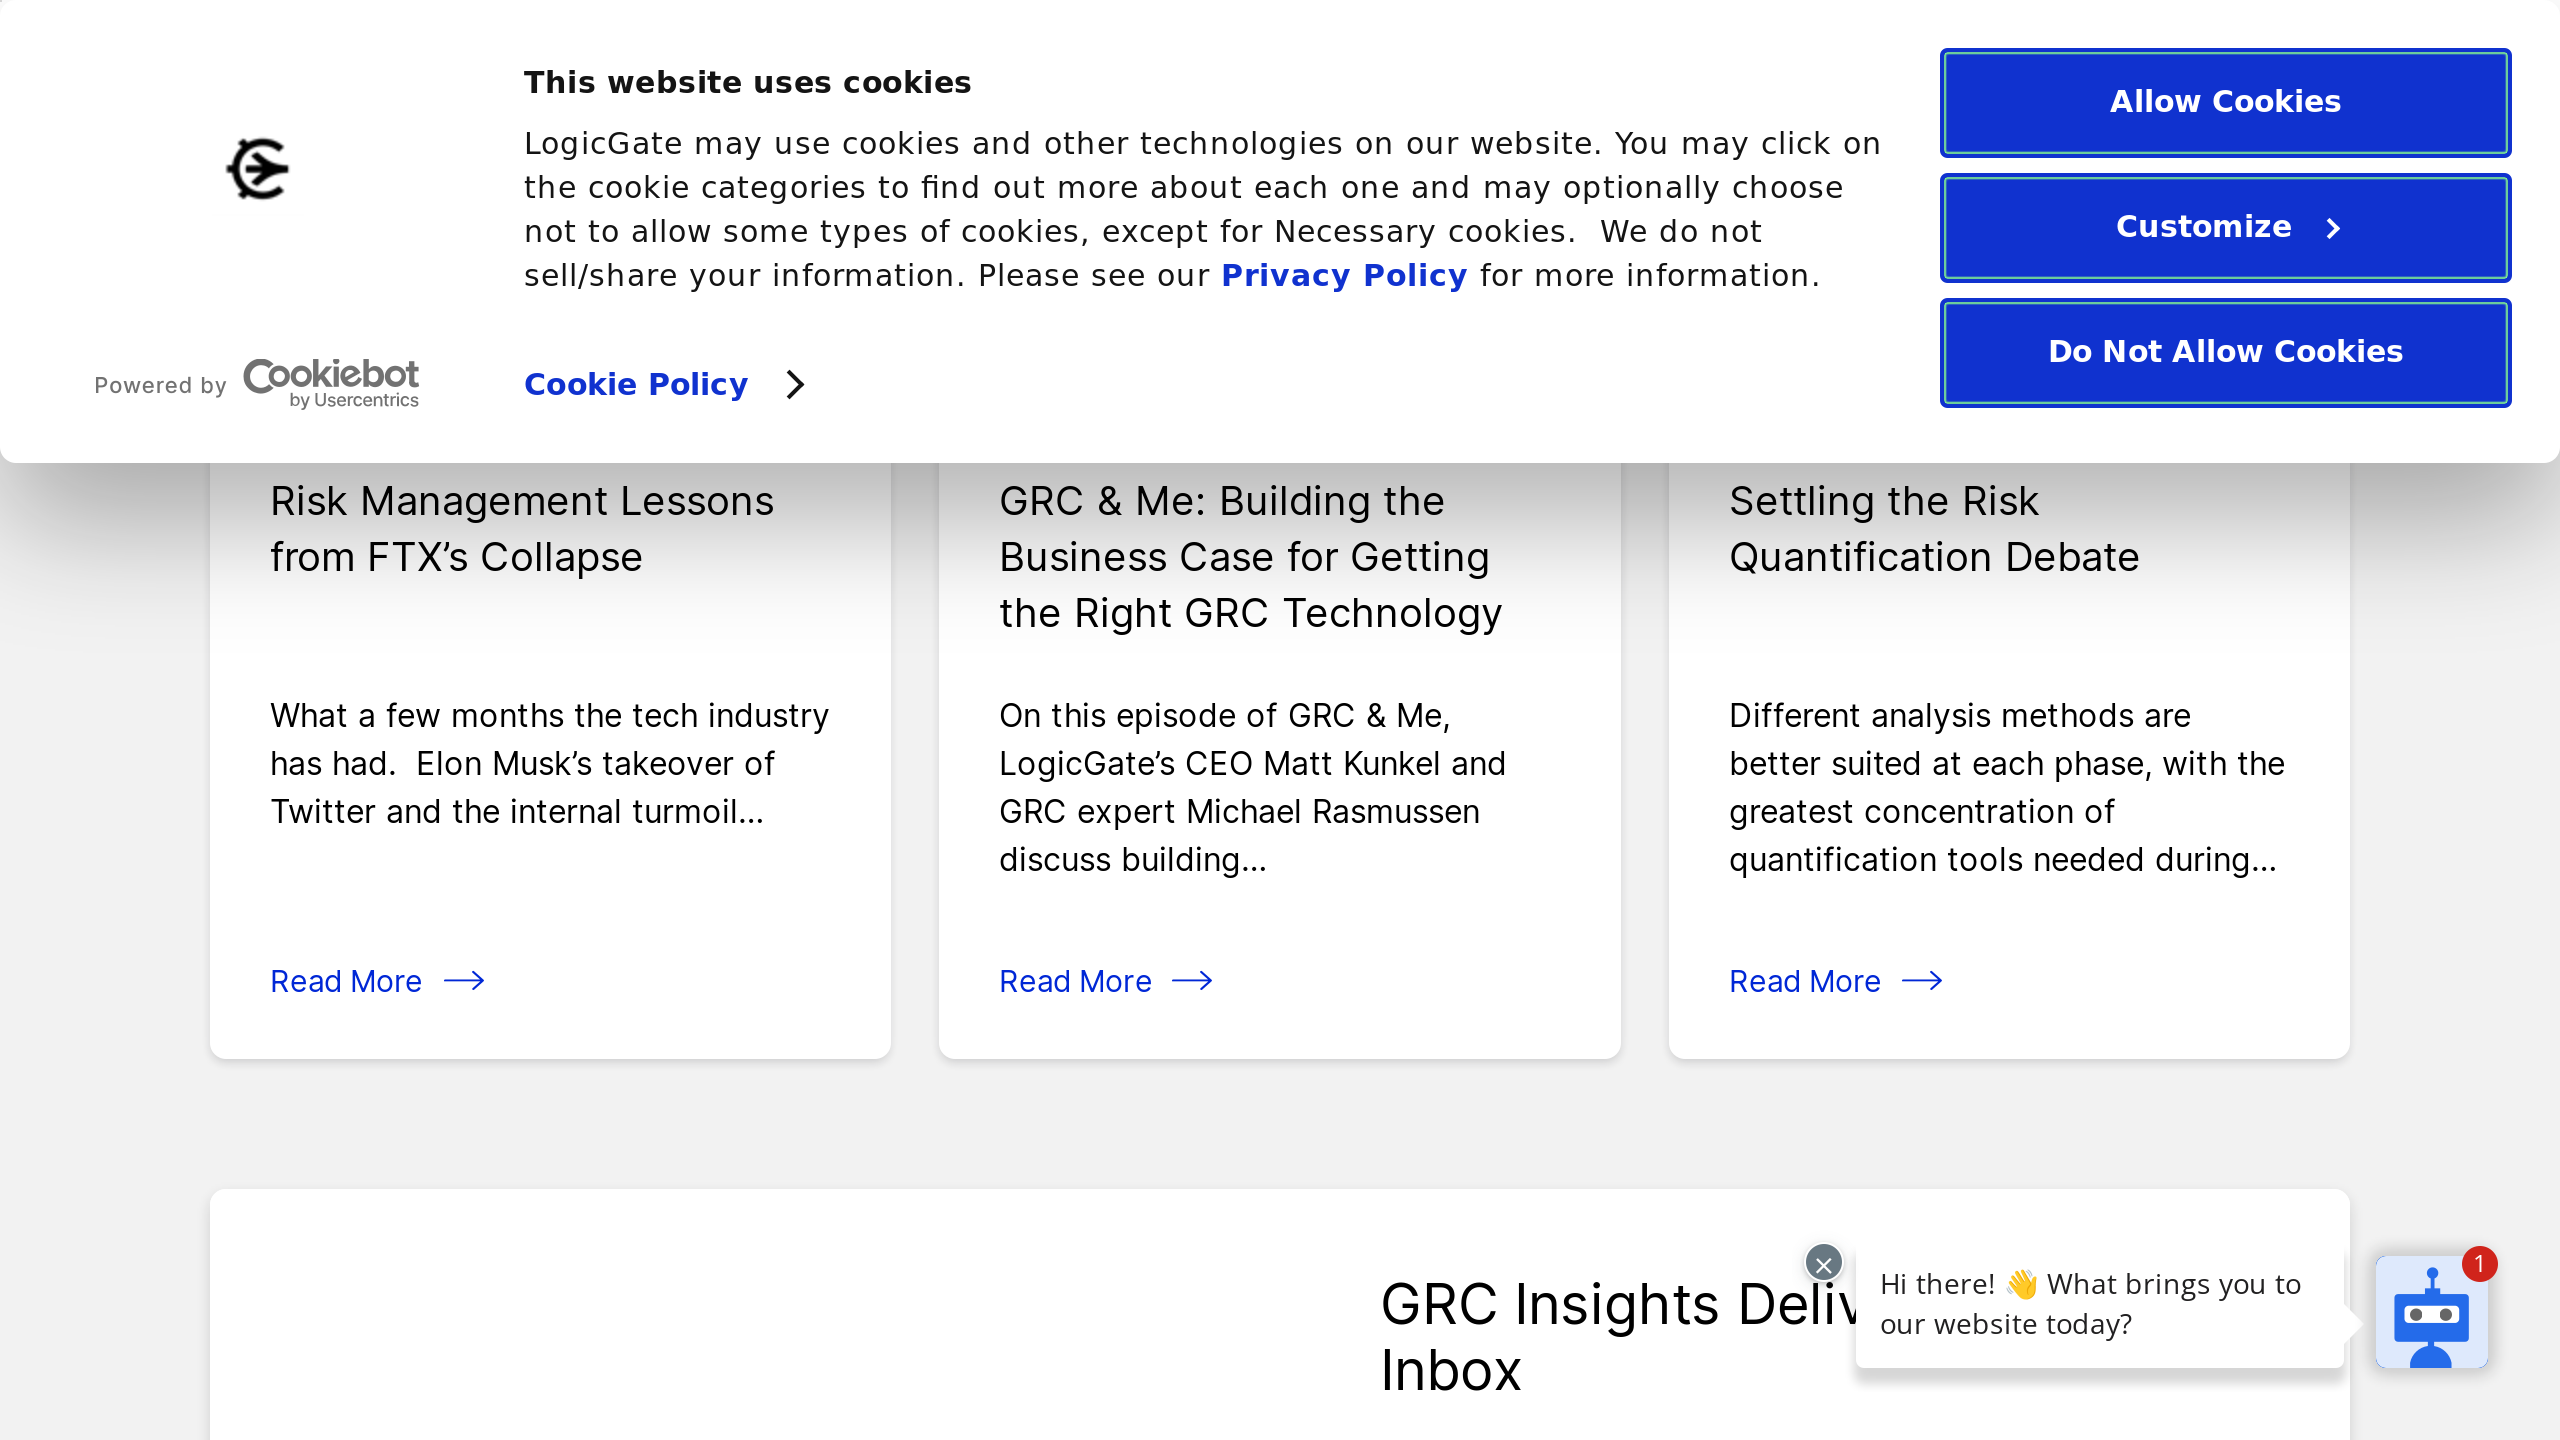 This website uses cookies
LogicGate may use cookies and other technologies on our website. You may click on
the cookie categories to find out more about each one and may optionally choose
not to allow some types of cookies, except for Necessary cookies.  We do not
sell/share your information. Please see our Privacy Policy for more information.
Powered by Cookiebot
by Usercentrics
Cookie Policy
Allow Cookies
Customize
Do Not Allow Cookies
Risk Management Lessons
from FTX’s Collapse
What a few months the tech industry
has had.  Elon Musk’s takeover of
Twitter and the internal turmoil...
Read More
GRC & Me: Building the
Business Case for Getting
the Right GRC Technology
On this episode of GRC & Me,
LogicGate’s CEO Matt Kunkel and
GRC expert Michael Rasmussen
discuss building...
Read More
Settling the Risk
Quantification Debate
Different analysis methods are
better suited at each phase, with the
greatest concentration of
quantification tools needed during...
Read More
GRC Insights Deliv
Inbox
Hi there! 👋 What brings you to
our website today?
1